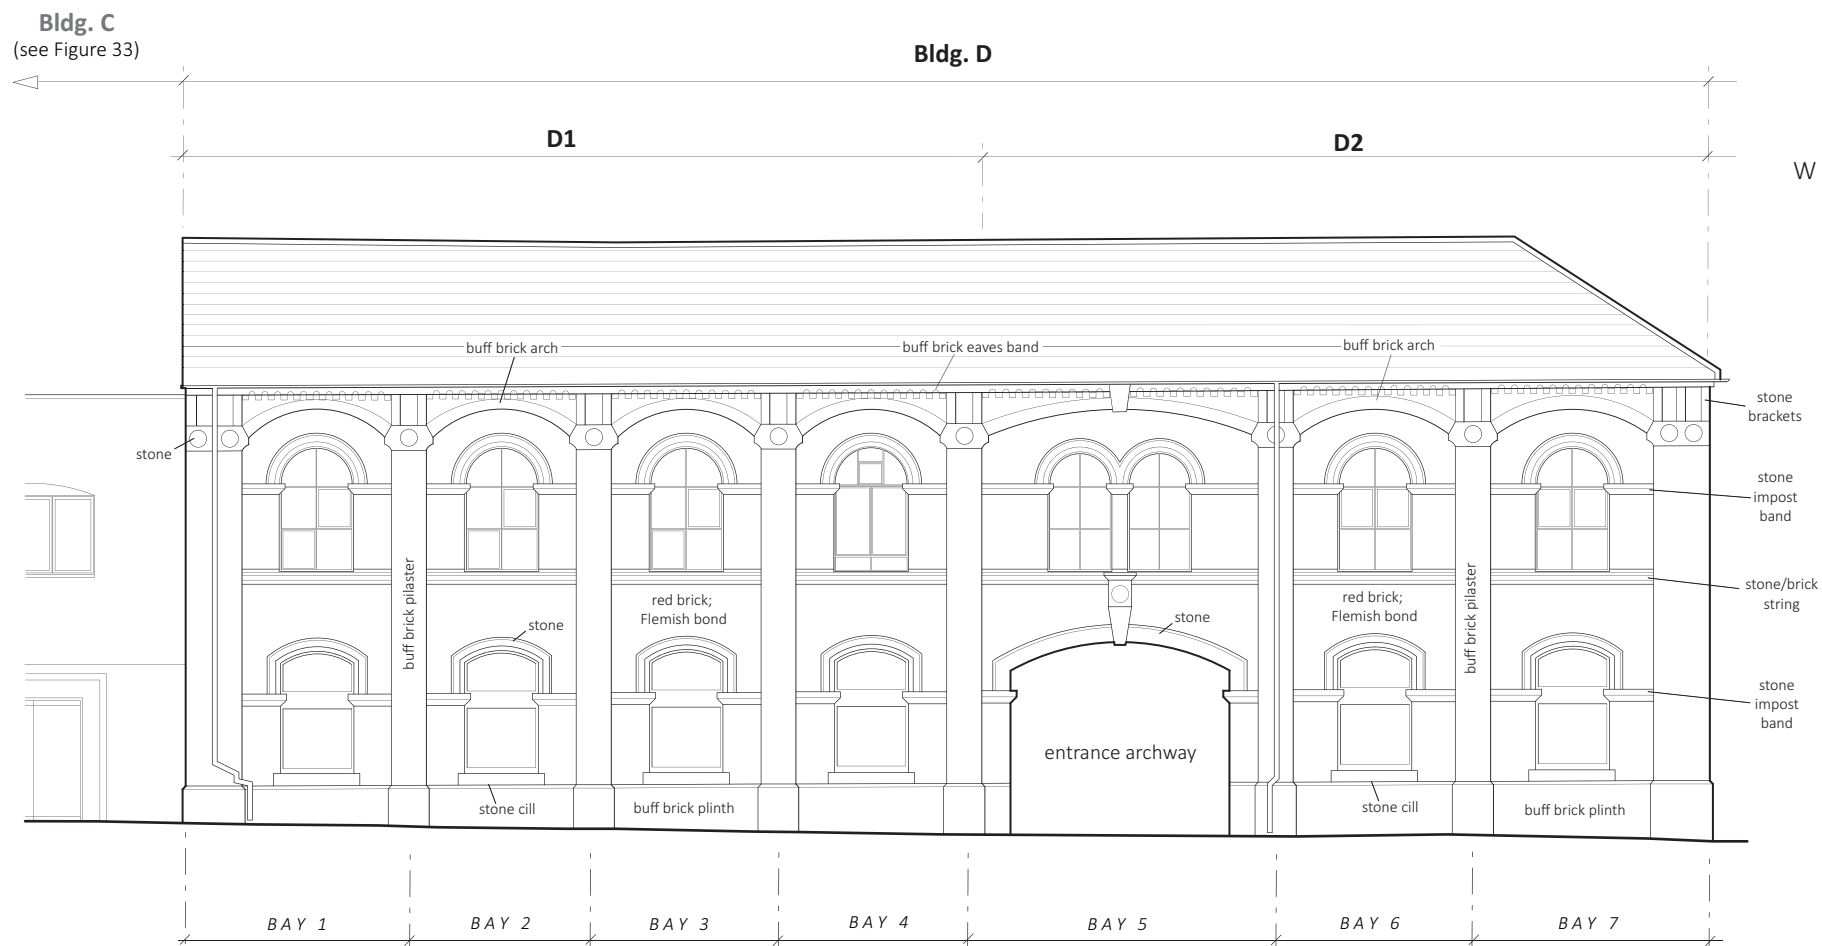 Bldg. C
(see Figure 33)
Bldg. D
D1
D2
W
buff brick arch
buff brick eaves band
buff brick arch
stone
brackets
stone
stone
impost
band
buff brick pilaster
red brick;
Flemish bond
stone
stone
red brick;
Flemish bond
buff brick pilaster
stone/brick
string
stone
impost
band
entrance archway
stone cill
buff brick plinth
stone cill
buff brick plinth
BAY 1
BAY 2
BAY 3
BAY 4
BAY 5
BAY 6
BAY 7